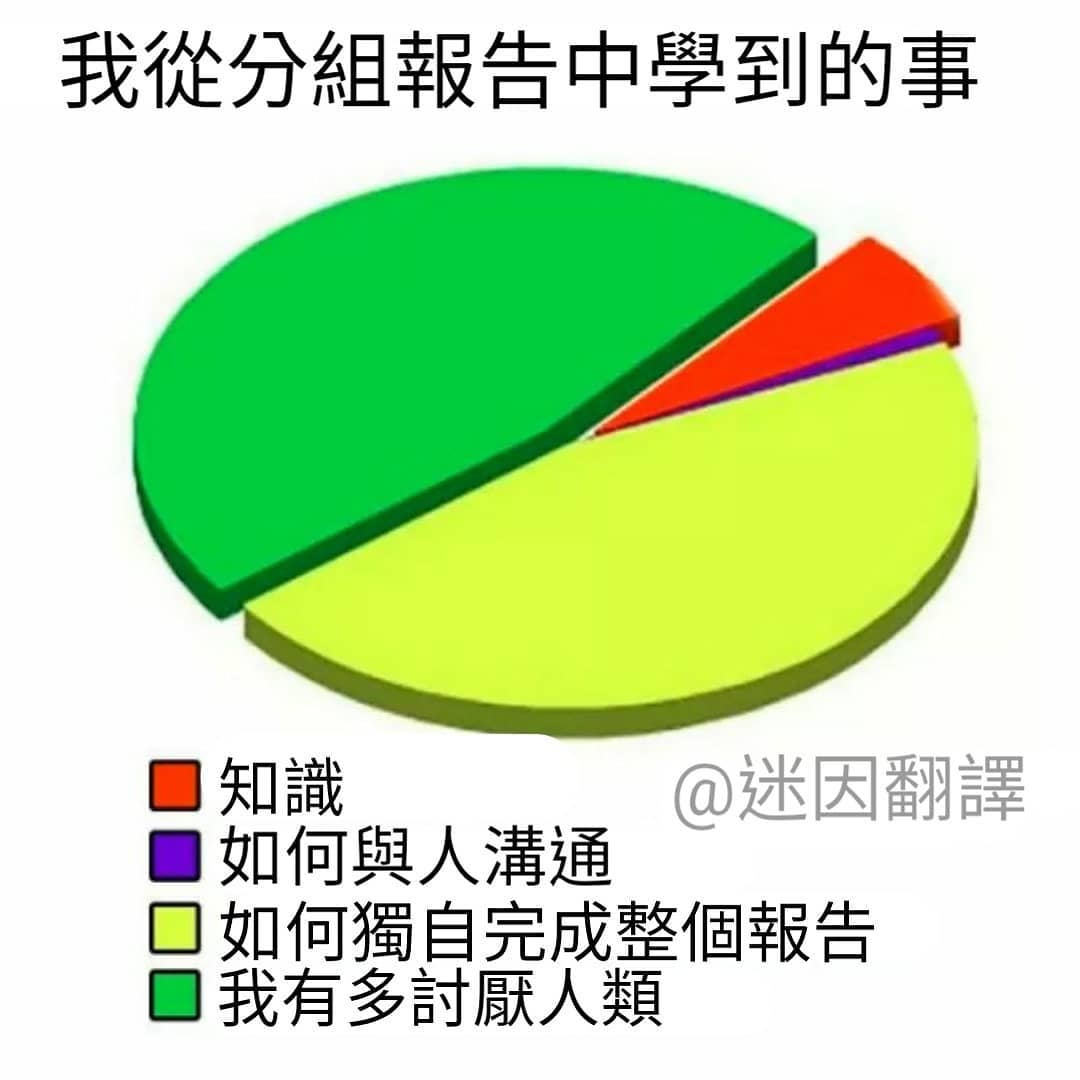 我從分組報告中學到的事
知識
@迷因翻譯
如何與人溝通
如何獨自完成整個報告
我有多討厭人類